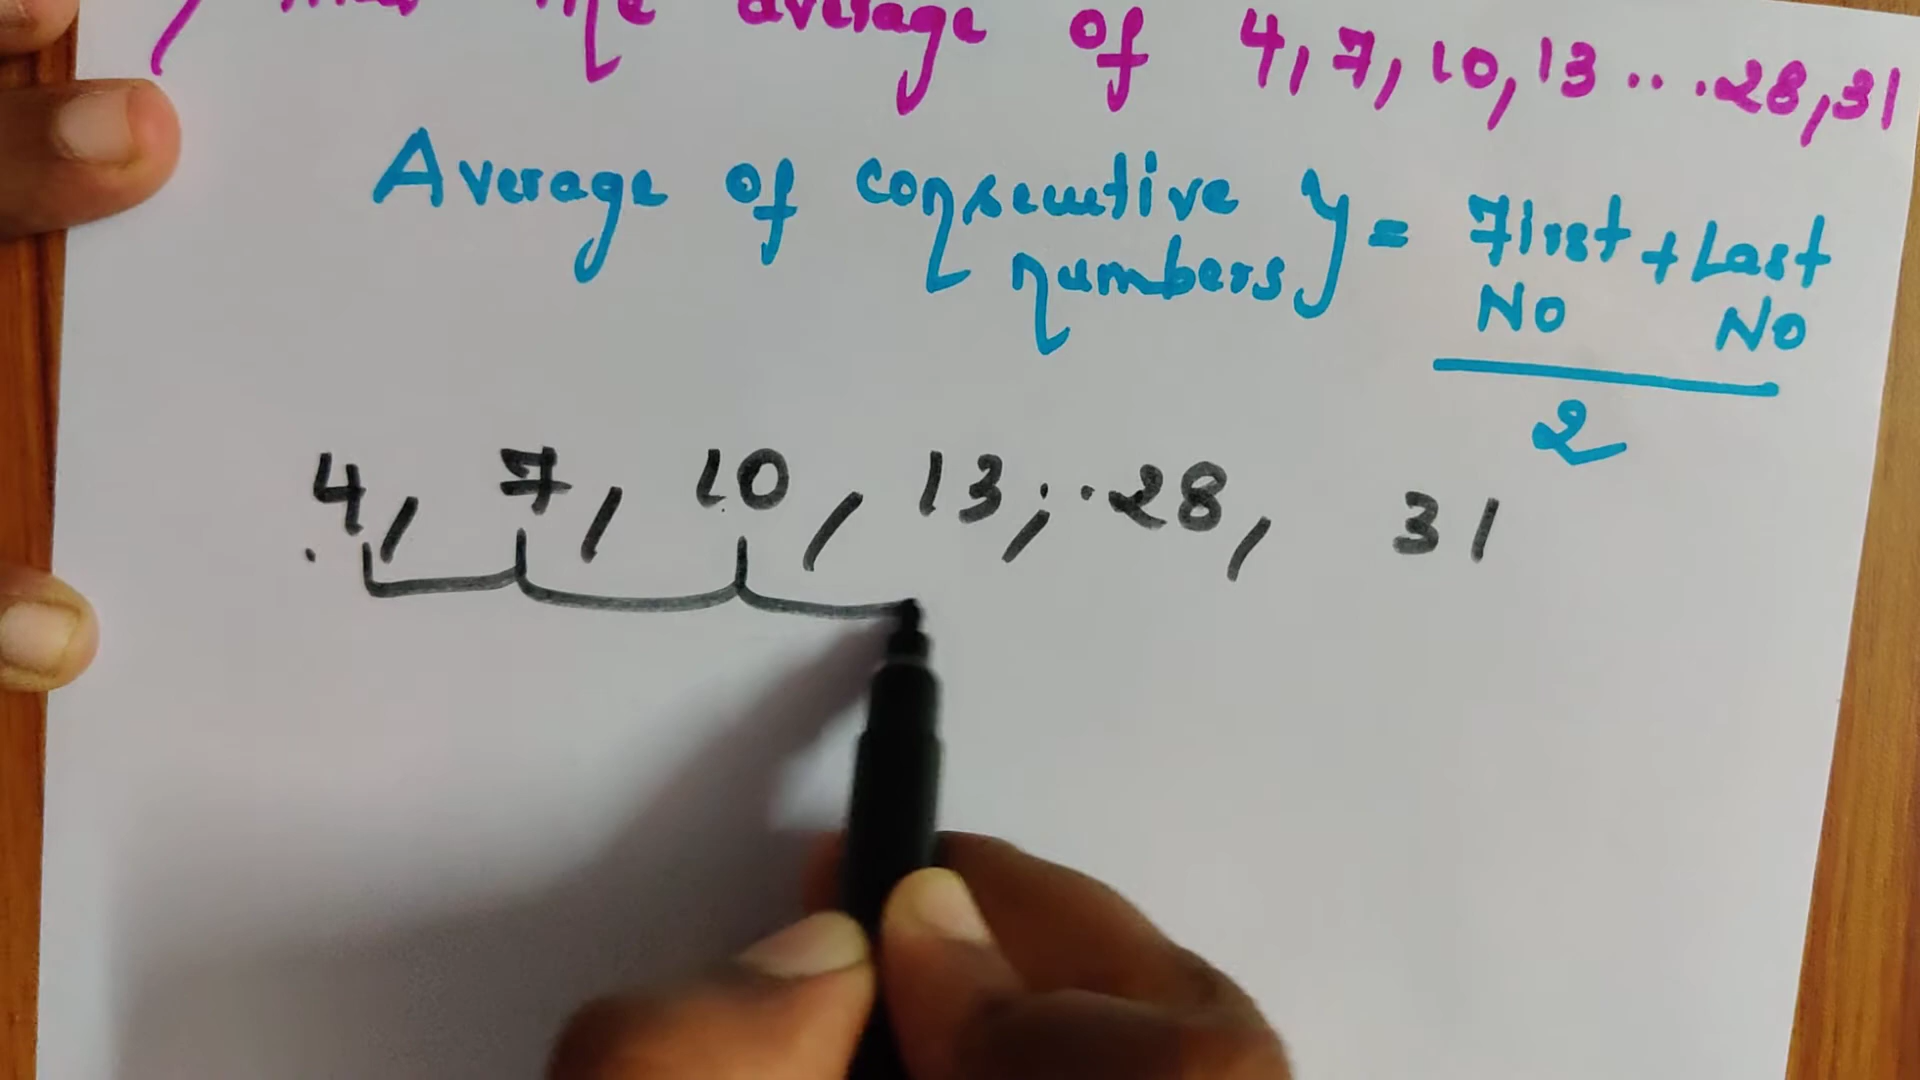 the average of 4, 7, 10, 13 ... 28, 31
Average of consecutive } = First + Last
numbers No No
2
4, 7, 10, 13, .. 28, 31